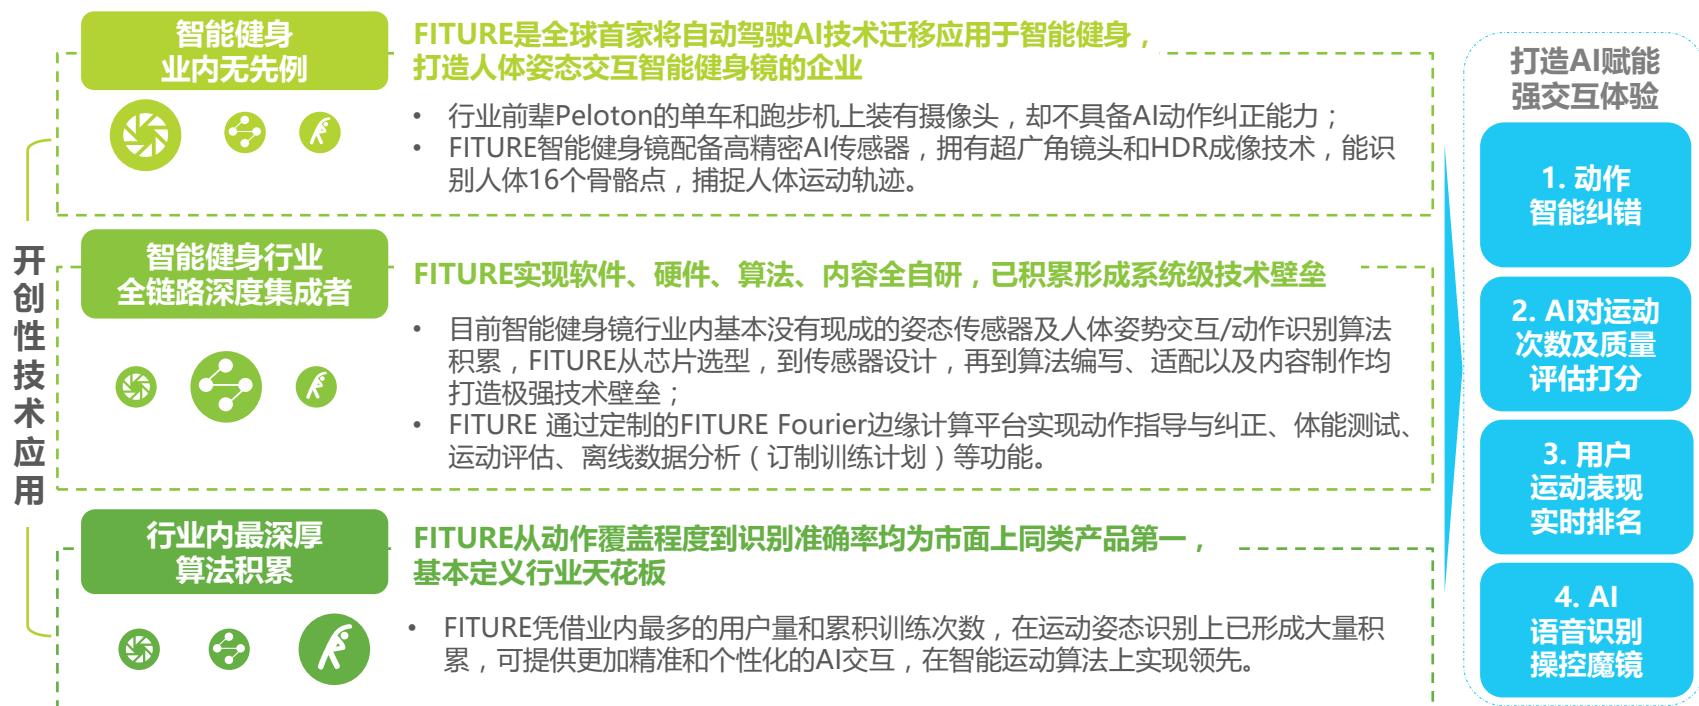 开创性技术应用
智能健身
业内无先例
FITURE是全球首家将自动驾驶AI技术迁移应用于智能健身，
打造人体姿态交互智能健身镜的企业
• 行业前辈Peloton的单车和跑步机上装有摄像头，却不具备AI动作纠正能力；
• FITURE智能健身镜配备高精密AI传感器，拥有超广角镜头和HDR成像技术，能识
别人体16个骨骼点，捕捉人体运动轨迹。
智能健身行业
全链路深度集成者
FITURE实现软件、硬件、算法、内容全自研，已积累形成系统级技术壁垒
• 目前智能健身镜行业内基本没有现成的姿态传感器及人体姿势交互/动作识别算法
积累，FITURE从芯片选型，到传感器设计，再到算法编写、适配以及内容制作均
打造极强技术壁垒；
• FITURE 通过定制的FITURE Fourier边缘计算平台实现动作指导与纠正、体能测试、
运动评估、离线数据分析（订制训练计划）等功能。
行业内最深厚
算法积累
FITURE从动作覆盖程度到识别准确率均为市面上同类产品第一，
基本定义行业天花板
• FITURE凭借业内最多的用户量和累积训练次数，在运动姿态识别上已形成大量积
累，可提供更加精准和个性化的AI交互，在智能运动算法上实现领先。
打造AI赋能
强交互体验
1. 动作
智能纠错
2. AI对运动
次数及质量
评估打分
3. 用户
运动表现
实时排名
4. AI
语音识别
操控魔镜